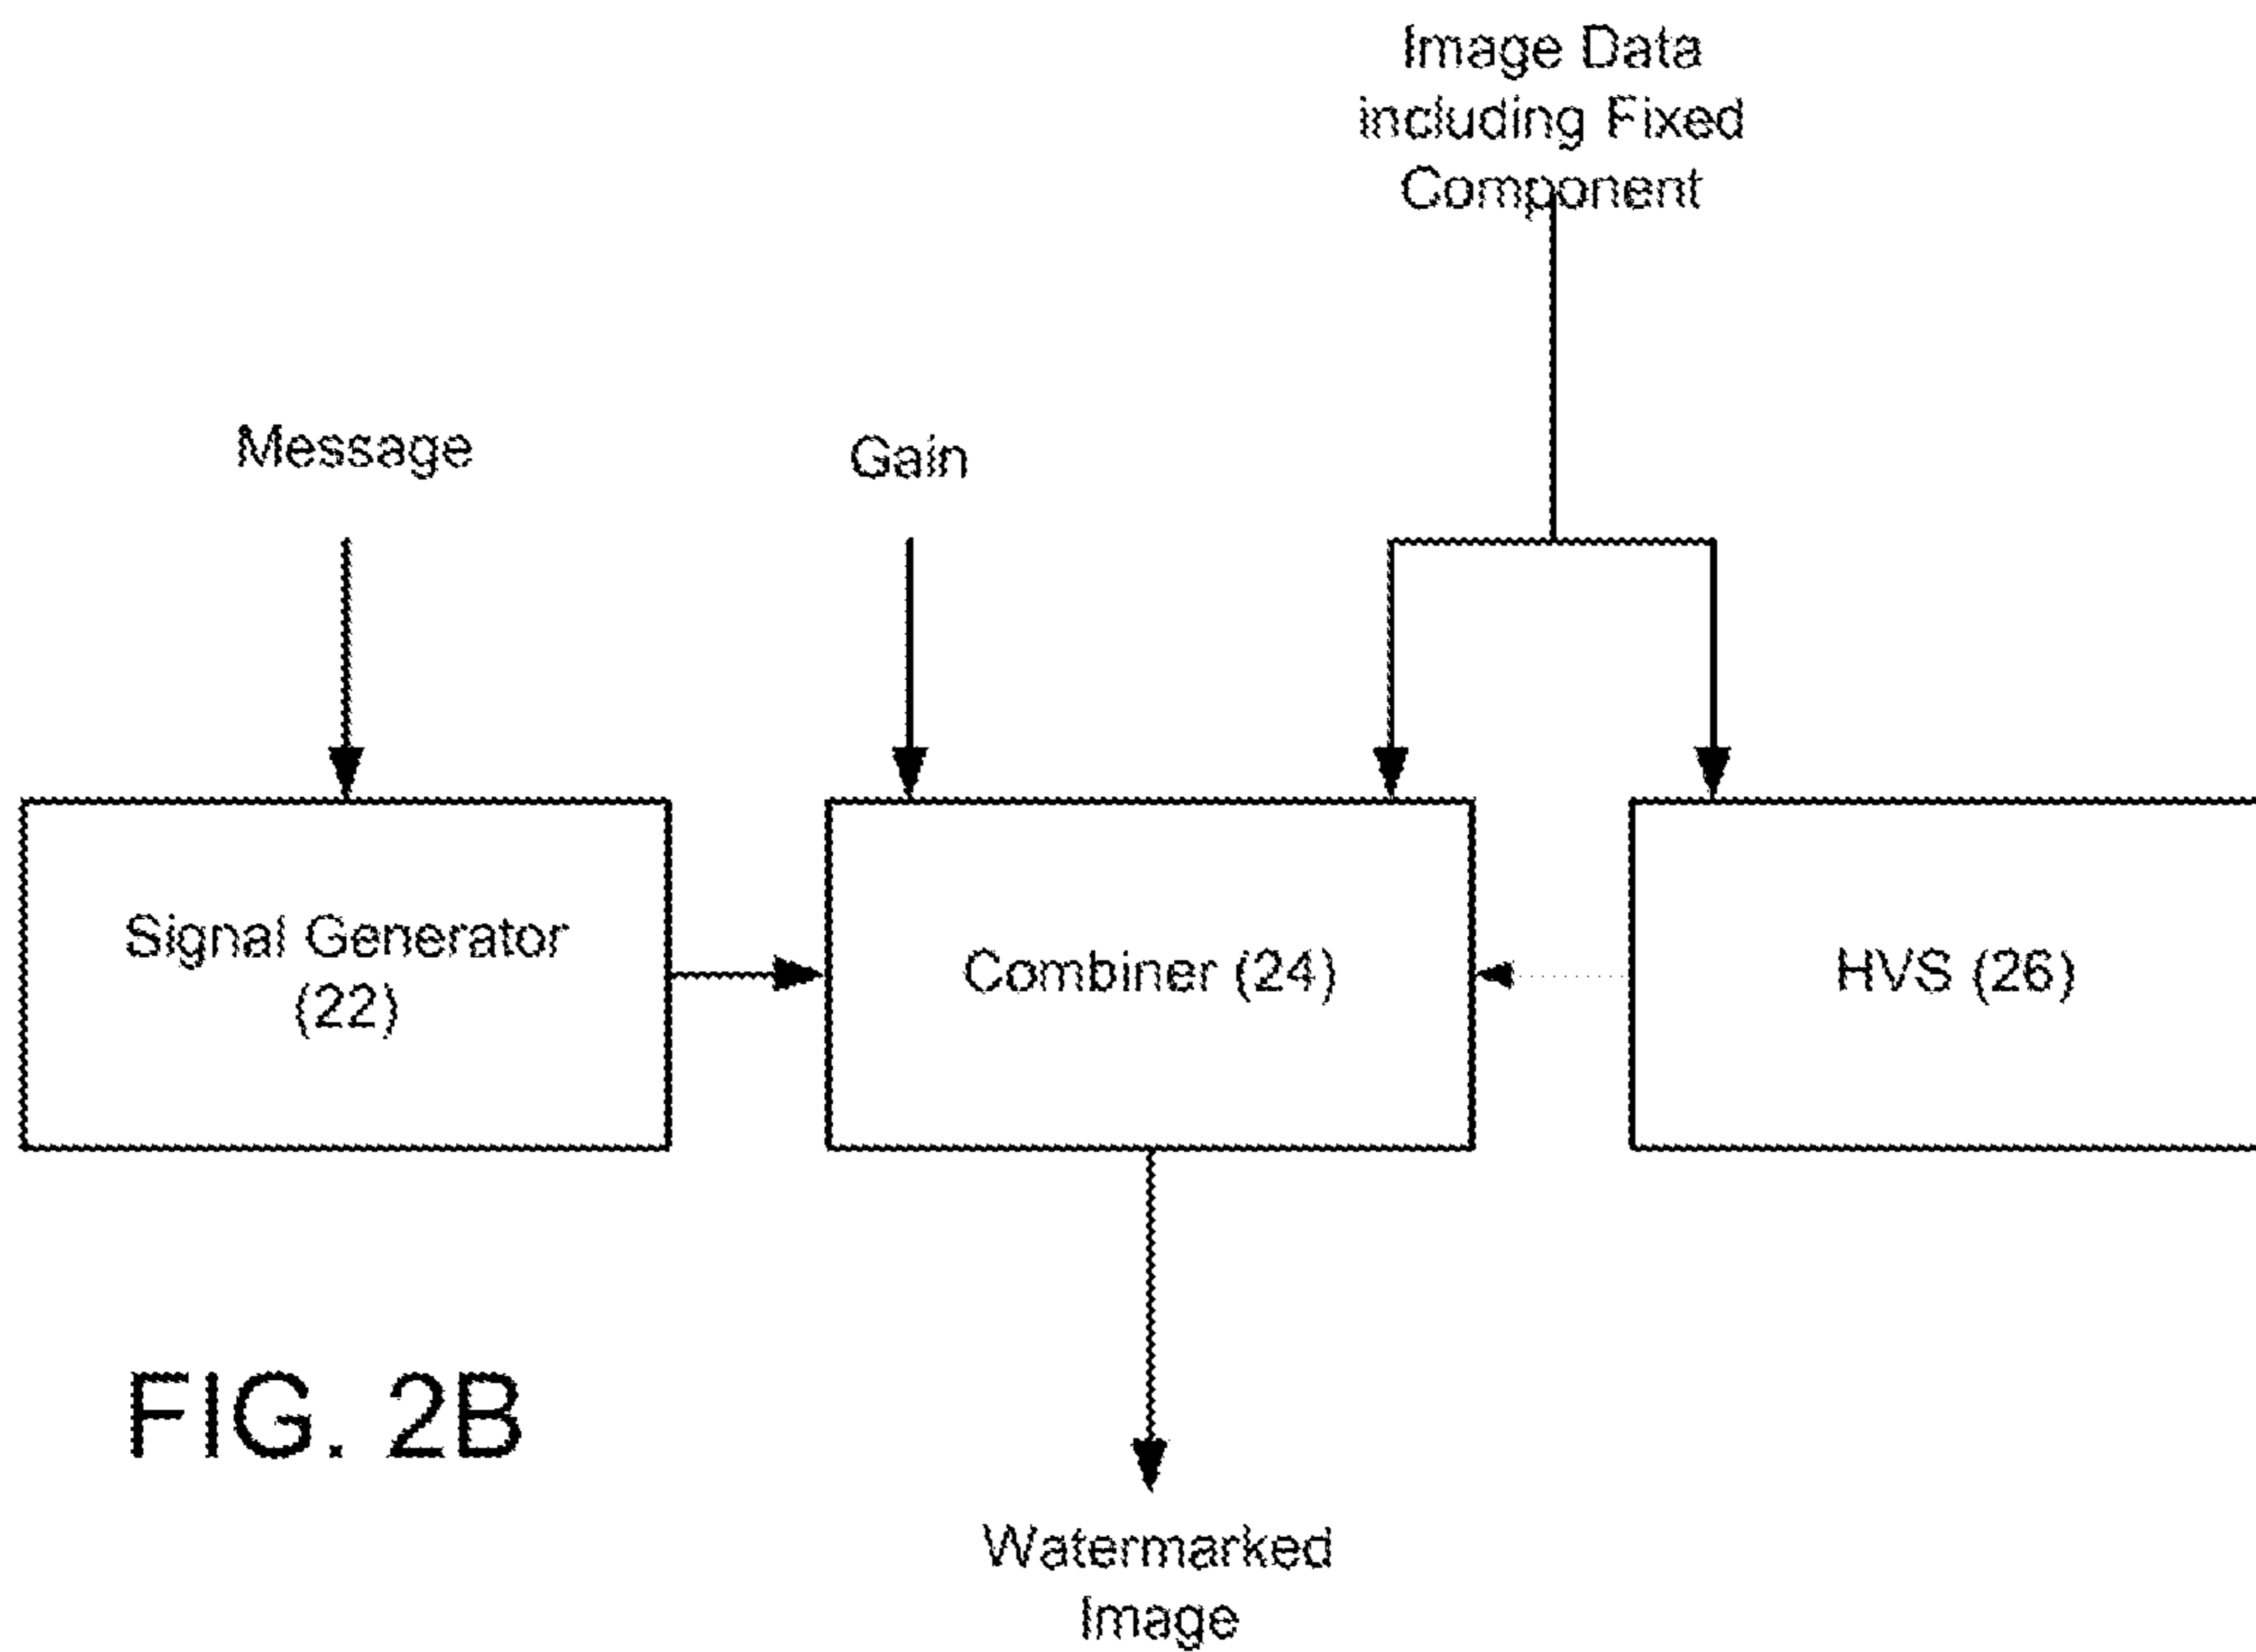 Image Data
including Fixed
Component
Message
Gain
Signal Generator
(22)
Combiner (24)
HVS (26)
FIG. 2B
Watermarked
Image